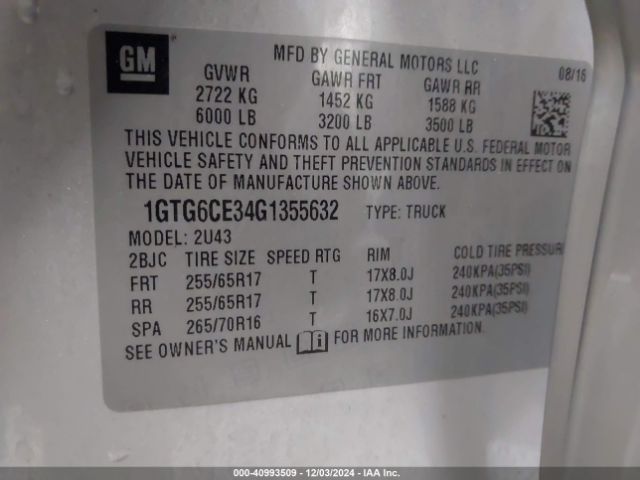 GM
MFD BY GENERAL MOTORS LLC
08/16
GVWR GAWR FRT GAWR RR
2722 KG 1452 KG 1588 KG
6000 LB 3200 LB 3500 LB
THIS VEHICLE CONFORMS TO ALL APPLICABLE U.S. FEDERAL MOTOR
VEHICLE SAFETY AND THEFT PREVENTION STANDARDS IN EFFECT ON
THE DATE OF MANUFACTURE SHOWN ABOVE.
1GTG6CE34G1355632 TYPE: TRUCK
MODEL: 2U43
2BJC TIRE SIZE SPEED RTG RIM COLD TIRE PRESSUR
FRT 255/65R17 T 17X8.0J 240KPA(35PSI)
RR 255/65R17 T 17X8.0J 240KPA(35PSI)
SPA 265/70R16 T 16X7.0J 240KPA(35PSI)
SEE OWNER'S MANUAL i FOR MORE INFORMATION.
000-40993509 - 12/03/2024 - IAA Inc.